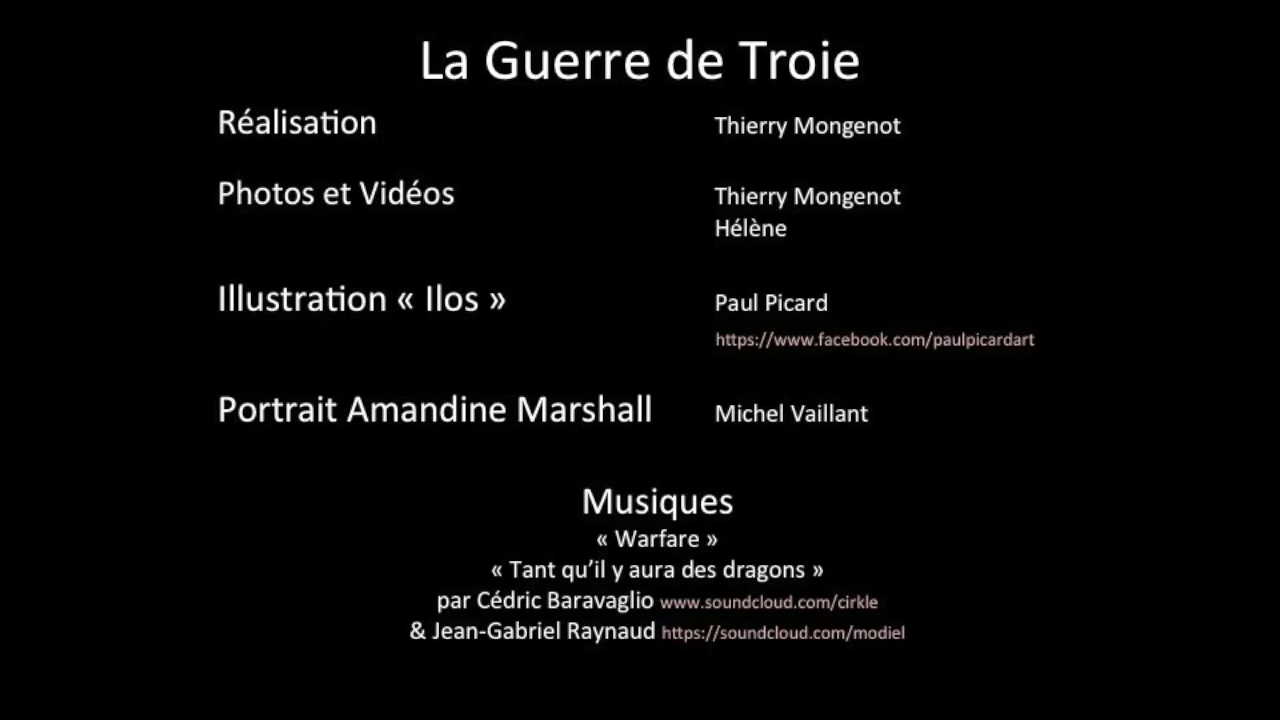 La Guerre de Troie
Réalisation Thierry Mongenot
Photos et Vidéos Thierry Mongenot
Hélène
Illustration « Ilos » Paul Picard
https://www.facebook.com/paulpicardart
Portrait Amandine Marshall Michel Vaillant
Musiques
« Warfare »
« Tant qu’il y aura des dragons »
par Cédric Baravaglio www.soundcloud.com/cirkle
& Jean-Gabriel Raynaud https://soundcloud.com/modiel